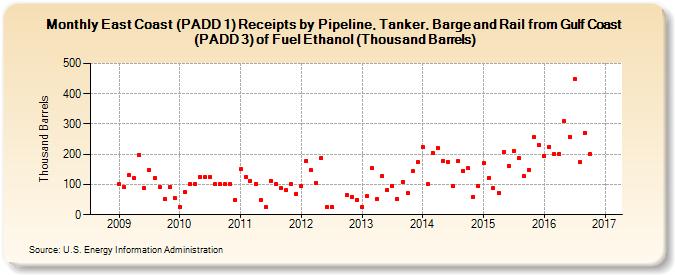 Monthly East Coast (PADD 1) Receipts by Pipeline, Tanker, Barge and Rail from Gulf Coast
(PADD 3) of Fuel Ethanol (Thousand Barrels)
Thousand Barrels
500
400
300
200
100
0
2009 2010 2011 2012 2013 2014 2015 2016 2017
Source: U.S. Energy Information Administration